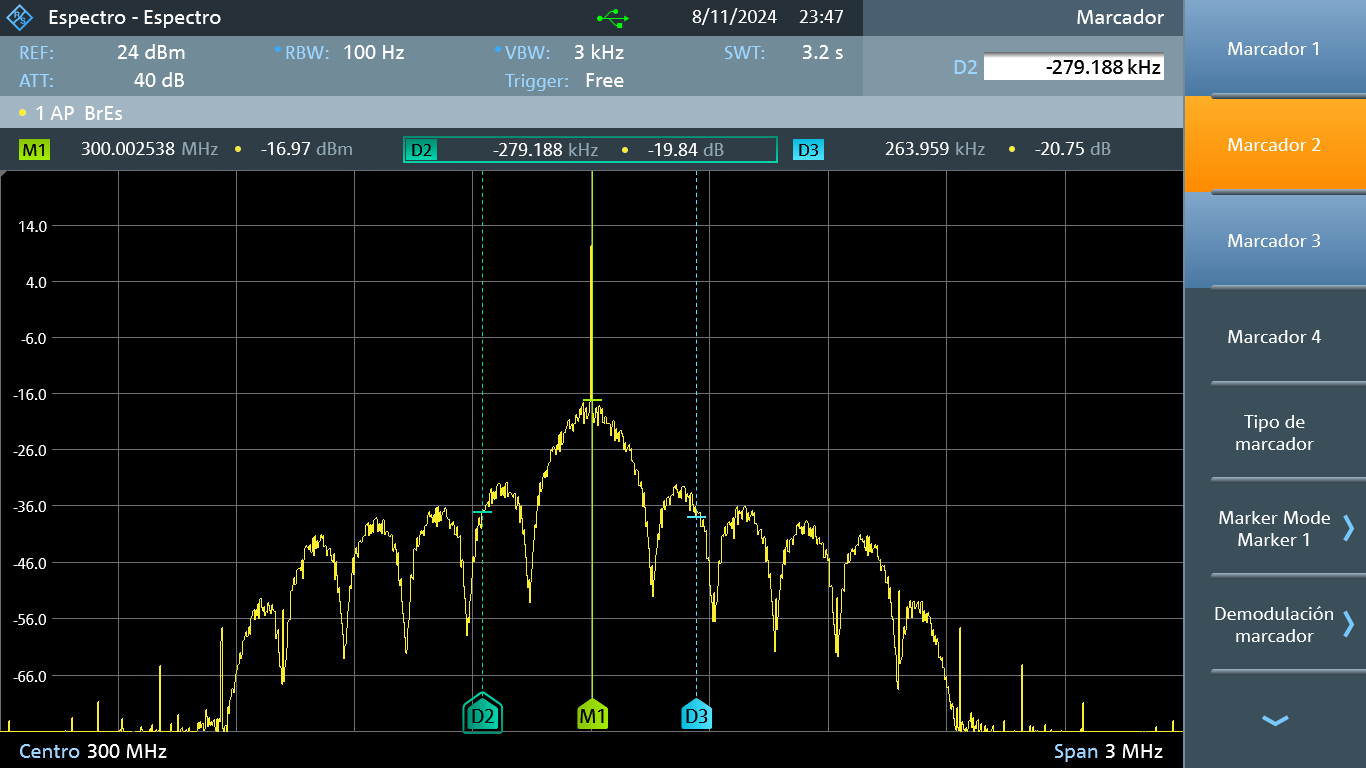 Espectro - Espectro 8/11/2024 23:47 Marcador
REF: 24 dBm RBW: 100 Hz VBW: 3 kHz SWT: 3.2 s
D2 -279.188 kHz
ATT: 40 dB Trigger: Free
1 AP BrEs
M1 300.002538 MHz -16.97 dBm D2 -279.188 kHz -19.84 dB D3 263.959 kHz -20.75 dB
14.0
4.0
-6.0
-16.0
-26.0
-36.0
-46.0
-56.0
-66.0
D2 M1 D3
Centro 300 MHz Span 3 MHz
Marcador 1
Marcador 2
Marcador 3
Marcador 4
Tipo de
marcador
Marker Mode
Marker 1
Demodulación
marcador